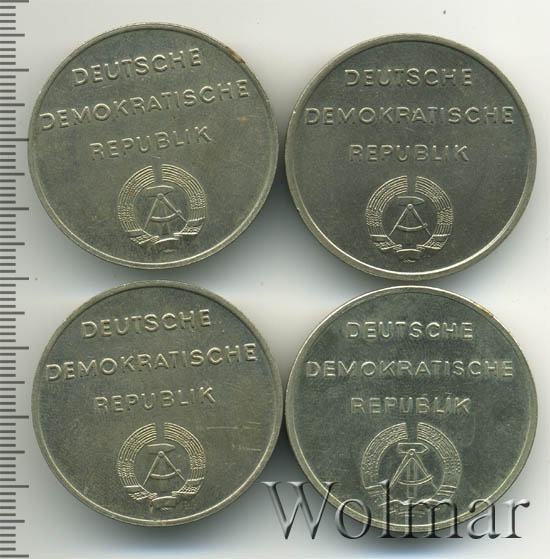 DEUTSCHE
DEMOKRATISCHE
REPUBLIK
DEUTSCHE
DEMOKRATISCHE
REPUBLIK
DEUTSCHE
DEMOKRATISCHE
REPUBLIK
DEUTSCHE
DEMOKRATISCHE
REPUBLIK
Wolmar